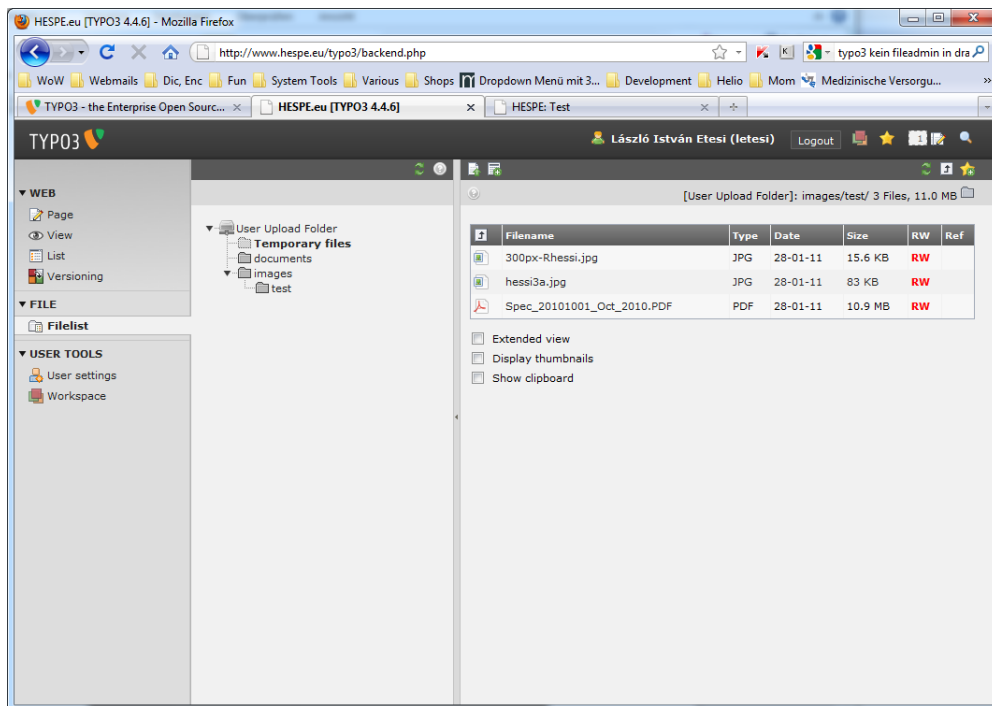 HESPE.eu [TYPO3 4.4.6] - Mozilla Firefox
http://www.hespe.eu/typo3/backend.php
typo3 kein fileadmin in dra
WoW Webmails Dic, Enc Fun System Tools Various Shops Dropdown Menü mit 3... Development Helio Mom Medizinische Versorgu... »
TYPO3 - the Enterprise Open Sourc... HESPE.eu [TYPO3 4.4.6] HESPE: Test
TYPO3
László István Etesi (letesi) Logout 1
WEB
Page
View
List
Versioning
FILE
Filelist
USER TOOLS
User settings
Workspace
User Upload Folder
Temporary files
documents
images
test
[User Upload Folder]: images/test/ 3 Files, 11.0 MB
Filename Type Date Size RW Ref
300px-Rhessi.jpg JPG 28-01-11 15.6 KB RW
hessi3a.jpg JPG 28-01-11 83 KB RW
Spec_20101001_Oct_2010.PDF PDF 28-01-11 10.9 MB RW
Extended view
Display thumbnails
Show clipboard